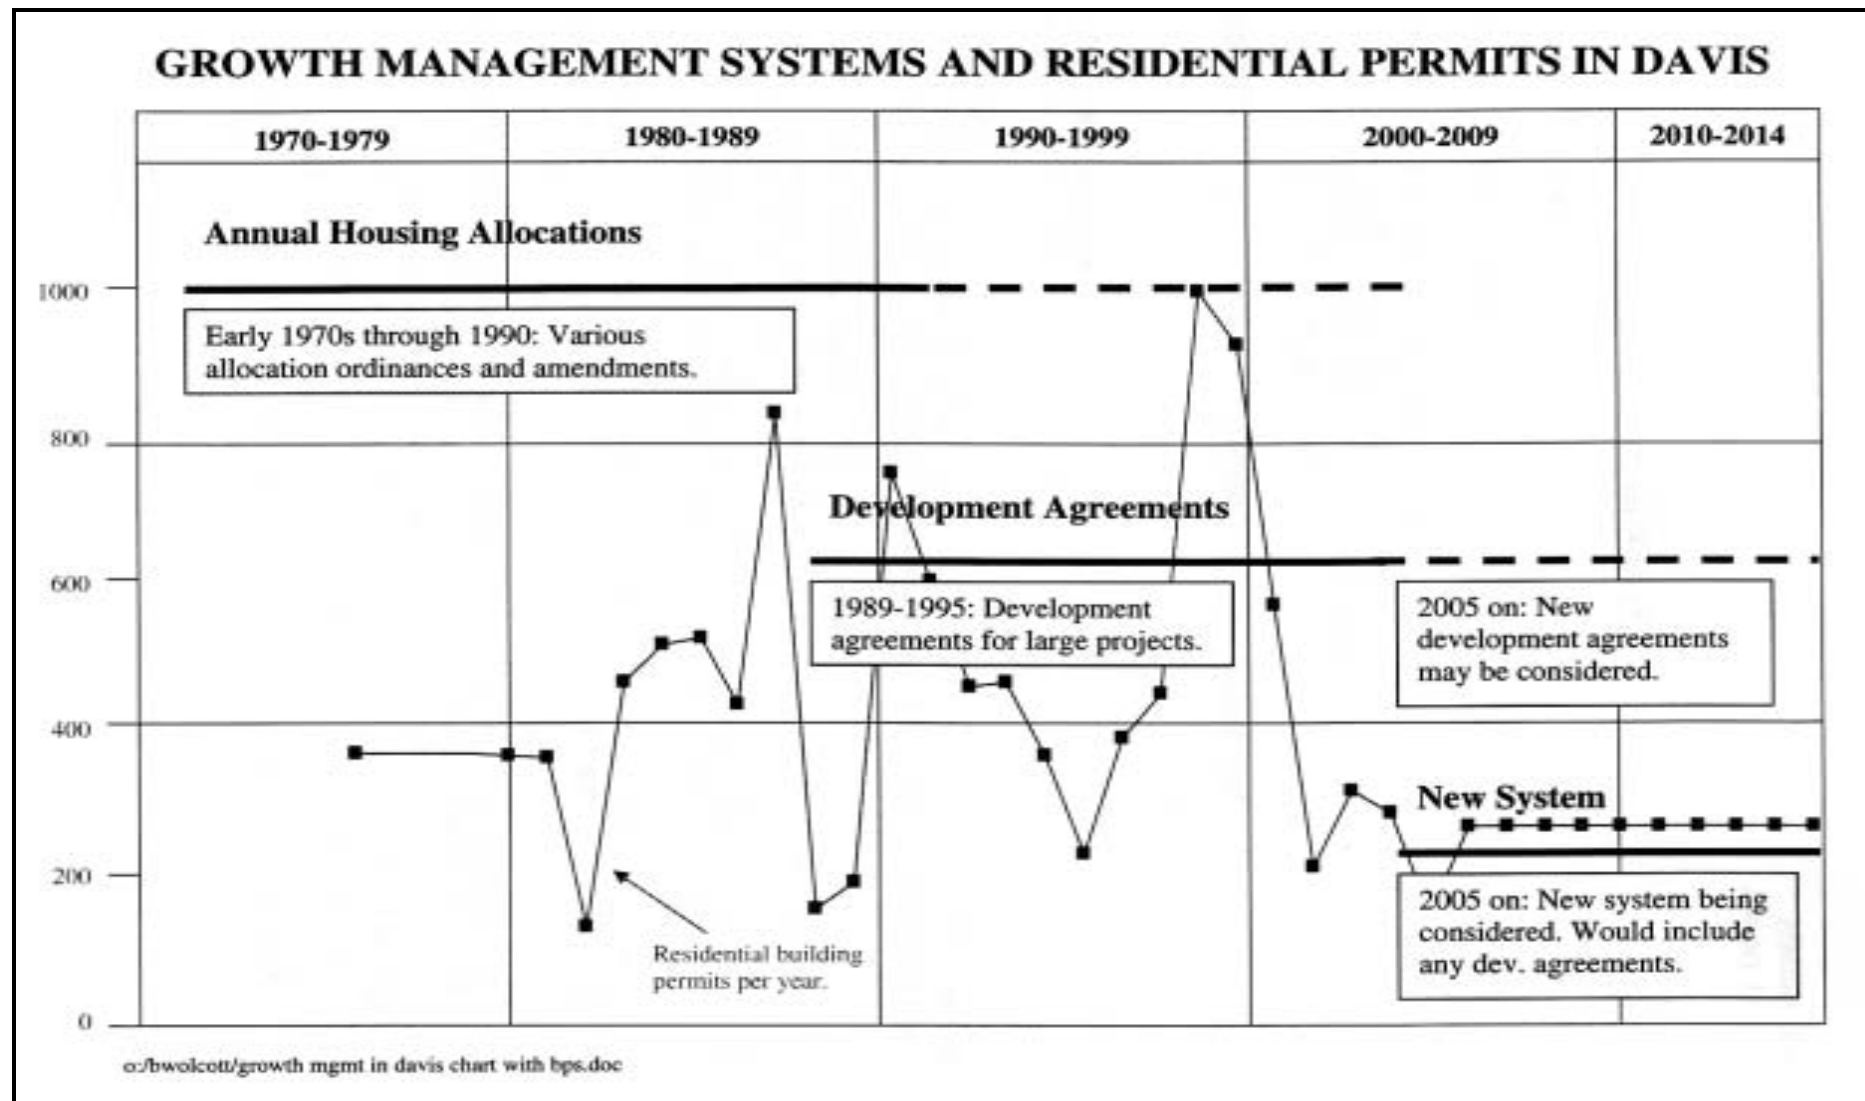 GROWTH MANAGEMENT SYSTEMS AND RESIDENTIAL PERMITS IN DAVIS
1970-1979
1980-1989
1990-1999
2000-2009
2010-2014
Annual Housing Allocations
1000
Early 1970s through 1990: Various
allocation ordinances and amendments.
800
Development Agreements
600
1989-1995: Development
agreements for large projects.
2005 on: New
development agreements
may be considered.
400
New System
200
2005 on: New system being
considered. Would include
any dev. agreements.
Residential building
permits per year.
0
o:/bwolcott/growth mgmt in davis chart with bps.doc